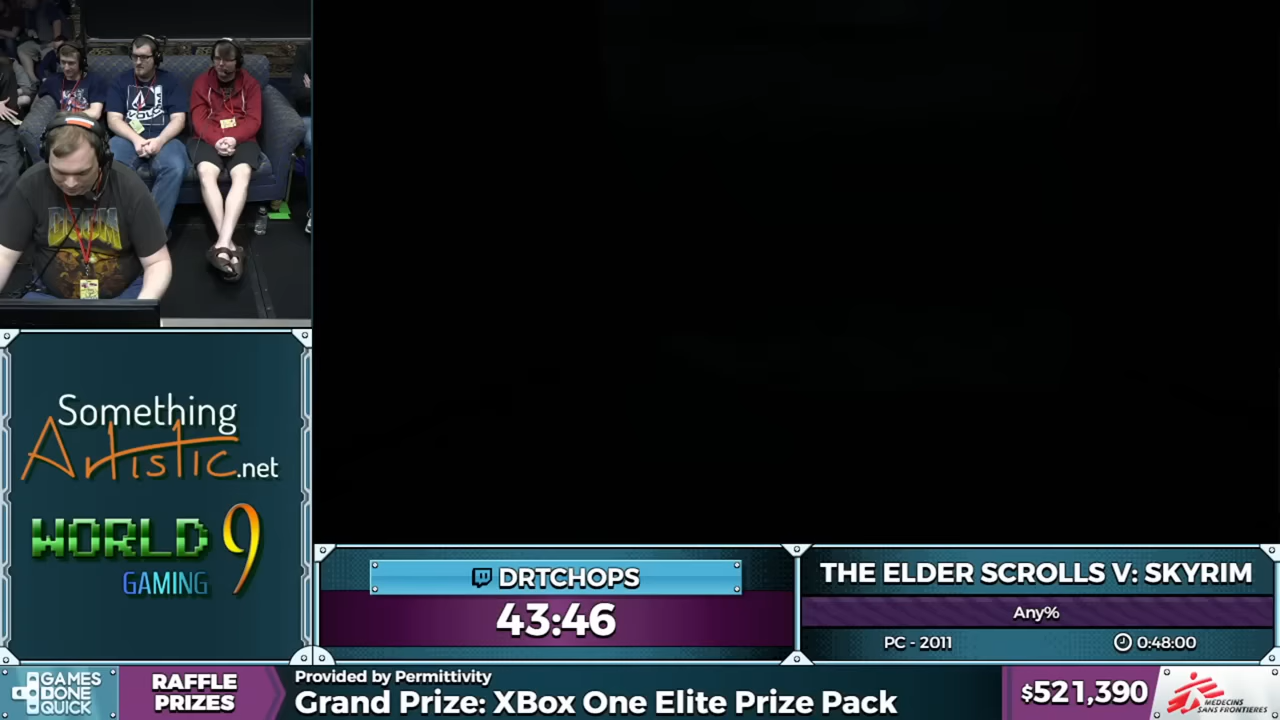 DOOM
VOLCOM
Something
Artistic.net
WORLD 9
GAMING
DRTCHOPS
43:46
THE ELDER SCROLLS V: SKYRIM
Any%
PC - 2011
0:48:00
GAMES
DONE
QUICK
RAFFLE
PRIZES
Provided by Permittivity
Grand Prize: XBox One Elite Prize Pack
$521,390
MEDECINS
SANS FRONTIERES